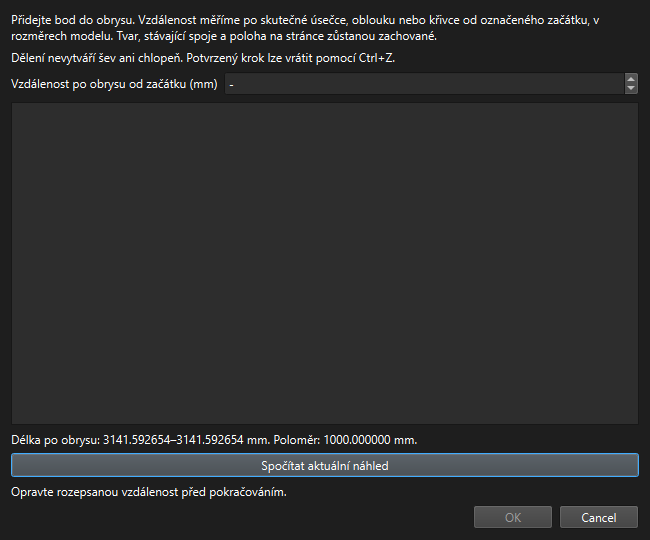 Přidejte bod do obrysu. Vzdálenost měříme po skutečné úsečce, oblouku nebo křivce od označeného začátku, v
rozměrech modelu. Tvar, stávající spoje a poloha na stránce zůstanou zachované.
Dělení nevytváří šev ani chlopeň. Potvrzený krok lze vrátit pomocí Ctrl+Z.
Vzdálenost po obrysu od začátku (mm) -
Délka po obrysu: 3141.592654–3141.592654 mm. Poloměr: 1000.000000 mm.
Spočítat aktuální náhled
Opravte rozepsanou vzdálenost před pokračováním.
OK Cancel